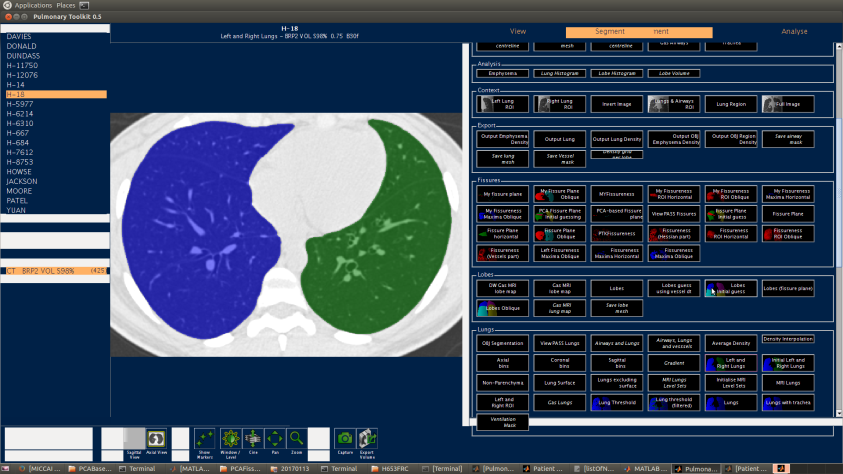 Applications Places
Pulmonary Toolkit 0.5
H-18
Left and Right Lungs - BRP2 VOL 598% 0.75 B30f
View
Segment
ment
Analyse
DAVIES
DONALD
DUNDASS
H-11750
H-12076
H-14
H-18
H-5977
H-6214
H-6310
H-667
H-684
H-7612
H-8753
HOWSE
JACKSON
MOORE
PATEL
YUAN
CT BRP2 VOL 598% (425)
centreline
mesh
centreline
Gas Airways
Analysis
Emphysema
Lung Histogram
Lobe Histogram
Lobe Volume
Context
Left Lung ROI
Right Lung ROI
Invert Image
Lungs & Airways ROI
Lung Region
Full Image
Export
Output Emphysema Density
Output Lung
Output Lung Density
Output OBJ Emphysema Density
Output OBJ Region Density
Save airway mask
Save lung mesh
Save Vessel mask
Density grid per lobe
Fissures
My fissure plane
My Fissure Plane Oblique
MYFissureness
My Fissureness ROI Horizontal
My Fissureness ROI Oblique
My Fissureness Maxima Horizontal
My Fissureness Maxima Oblique
PCA Fissure Plane initial guessing
PCA-based Fissure plane
ViewPASS Fissures
Fissure Plane initial guess
Fissure Plane
Fissure Plane horizontal
Fissure Plane Oblique
PTKFissureness
Fissureness (Hessian part)
Fissureness ROI Horizontal
Fissureness ROI Oblique
Fissureness (Vessels part)
Left Fissureness Maxima Oblique
Fissureness Maxima Horizontal
Fissureness Maxima Oblique
Lobes
DW Gas MRI lobe map
Gas MRI lobe map
Lobes
Lobes guess using vessel dt
Lobes initial guess
Lobes (fissure plane)
Lobes Oblique
Gas MRI lung map
Save lobe mesh
Lungs
OBJ Segmentation
ViewPASS Lungs
Airways and Lungs
Airways, Lungs and vessels
Average Density
Density Interpolation
Axial bins
Coronal bins
Sagittal bins
Gradient
Left and Right Lungs
Initial Left and Right Lungs
Non-Parenchyma
Lung Surface
Lungs excluding surface
MRI Lungs Level Sets
Initialise MRI Level Sets
MRI Lungs
Left and Right ROI
Gas Lungs
Lung Threshold
Lung threshold (filtered)
Lungs
Lungs with trachea
Ventilation Mask
Sagittal View
Axial View
Show Markers
Window / Level
Cine
Pan
Zoom
Capture
Export Volume
[MICCAI ...
PCABase...
Terminal
[MATLA...
PCAFiss...
20170113
Terminal
H653FRC
[Terminal]
[Pulmon...
Patient ...
[listOfN...
MATLAB ...
Pulmona...
[Patient ...